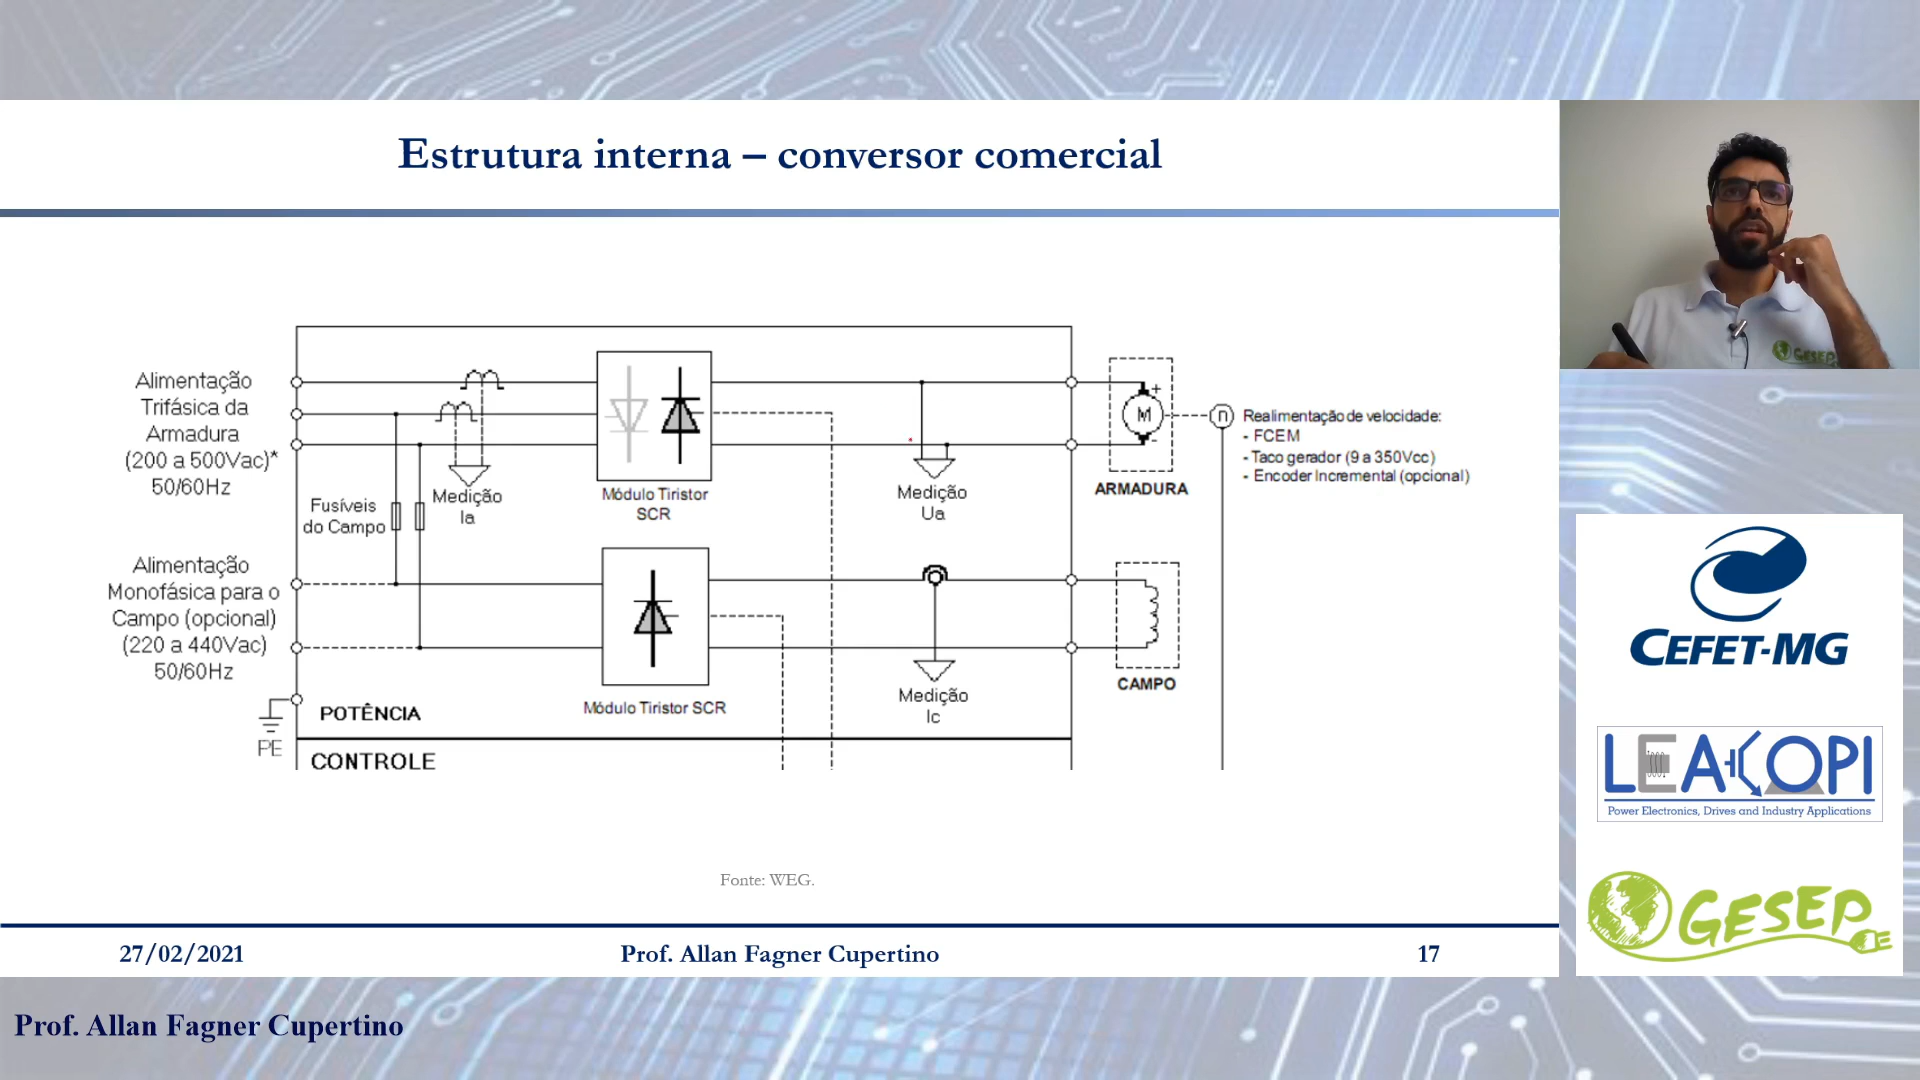 Estrutura interna – conversor comercial
Alimentação
Trifásica da
Armadura
(200 a 500Vac)*
50/60Hz
Fusíveis
do Campo
Medição
Ia
Módulo Tiristor
SCR
Medição
Ua
+
M
-
n
ARMADURA
Realimentação de velocidade:
- FCEM
- Taco gerador (9 a 350Vcc)
- Encoder Incremental (opcional)
Alimentação
Monofásica para o
Campo (opcional)
(220 a 440Vac)
50/60Hz
Módulo Tiristor SCR
Medição
Ic
CAMPO
PE
POTÊNCIA
CONTROLE
Fonte: WEG.
27/02/2021
Prof. Allan Fagner Cupertino
17
Prof. Allan Fagner Cupertino
GESEP
CEFET-MG
LEACOPI
Power Electronics, Drives and Industry Applications
GESEP